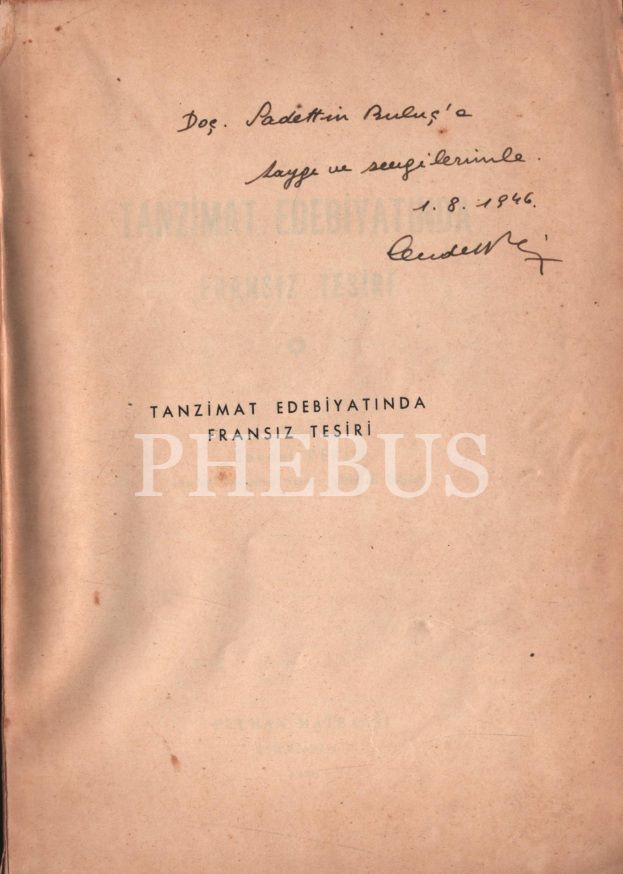 Doç. Sadettin Buluç'a
saygı ve sevgilerimle.
1.8.1946.
TANZİMAT EDEBİYATINDA
FRANSIZ TESİRİ
TANZİMAT EDEBİYATINDA
FRANSIZ TESİRİ
PHEBUS